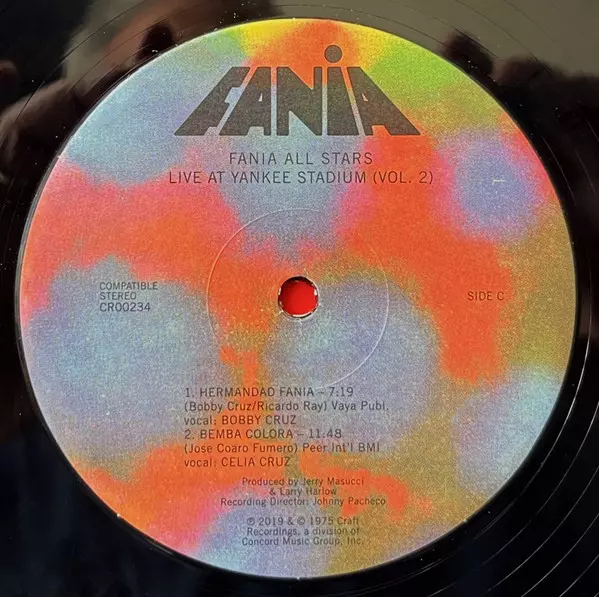 FANiA
FANIA ALL STARS
LIVE AT YANKEE STADIUM (VOL. 2)
COMPATIBLE
STEREO
CR00234
SIDE C
1. HERMANDAD FANIA – 7:19
(Bobby Cruz/Ricardo Ray) Vaya Publ.
vocal: BOBBY CRUZ
2. BEMBA COLORA – 11:48
(Jose Coaro Fumero) Peer Int'l BMI
vocal: CELIA CRUZ
Produced by Jerry Masucci
& Larry Harlow
Recording Director: Johnny Pacheco
℗ 2019 & © 1975 Craft
Recordings, a division of
Concord Music Group, Inc.